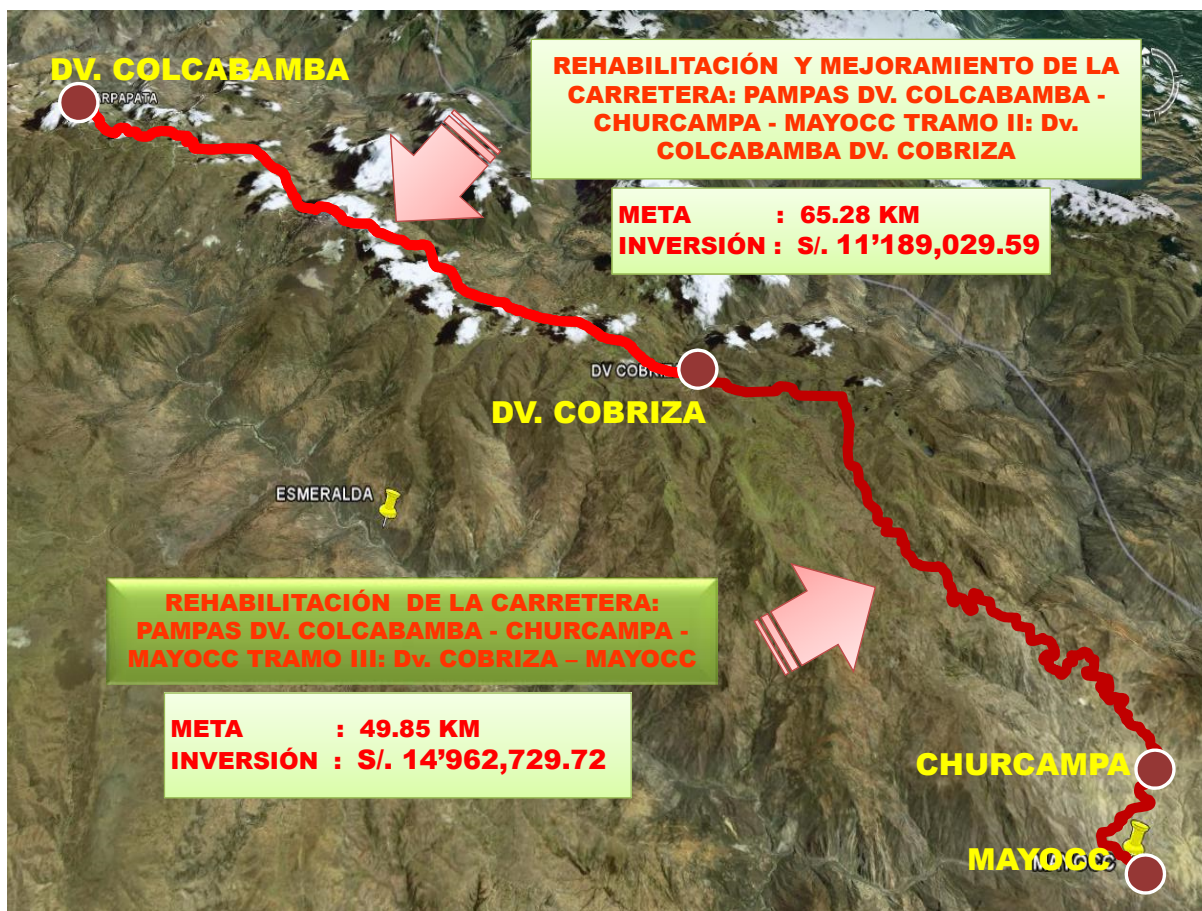 DV. COLCABAMBA
RPAPATA
REHABILITACIÓN Y MEJORAMIENTO DE LA
CARRETERA: PAMPAS DV. COLCABAMBA -
CHURCAMPA - MAYOCC TRAMO II: Dv.
COLCABAMBA DV. COBRIZA
META : 65.28 KM
INVERSIÓN : S/. 11’189,029.59
DV COBRIZ
DV. COBRIZA
ESMERALDA
REHABILITACIÓN DE LA CARRETERA:
PAMPAS DV. COLCABAMBA - CHURCAMPA -
MAYOCC TRAMO III: Dv. COBRIZA – MAYOCC
META : 49.85 KM
INVERSIÓN : S/. 14’962,729.72
CHURCAMPA
MAYOCC